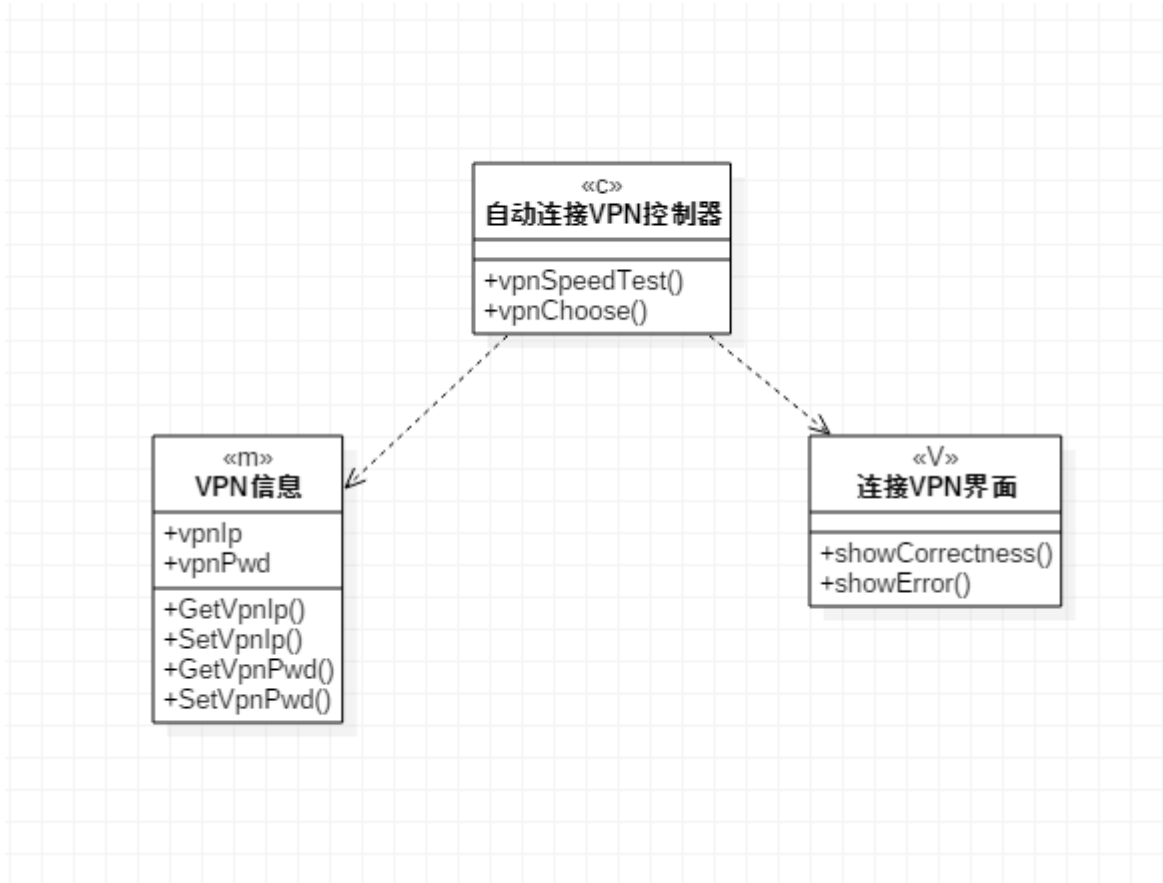 «c»
自动连接VPN控制器
+vpnSpeedTest()
+vpnChoose()
«m»
VPN信息
+vpnIp
+vpnPwd
+GetVpnIp()
+SetVpnIp()
+GetVpnPwd()
+SetVpnPwd()
«V»
连接VPN界面
+showCorrectness()
+showError()